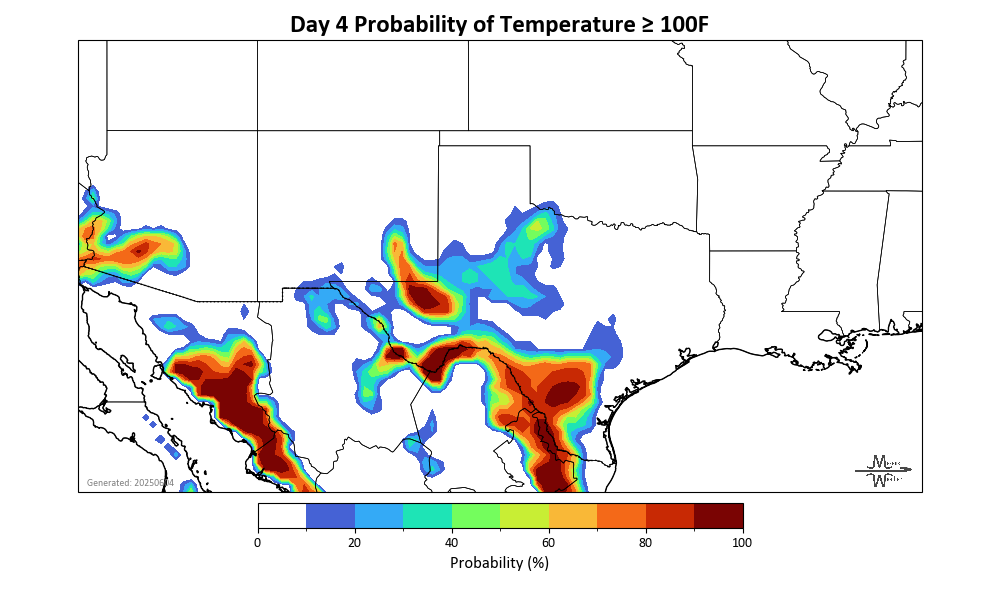 Day 4 Probability of Temperature ≥ 100F
Generated: 20250604
0 20 40 60 80 100
Probability (%)